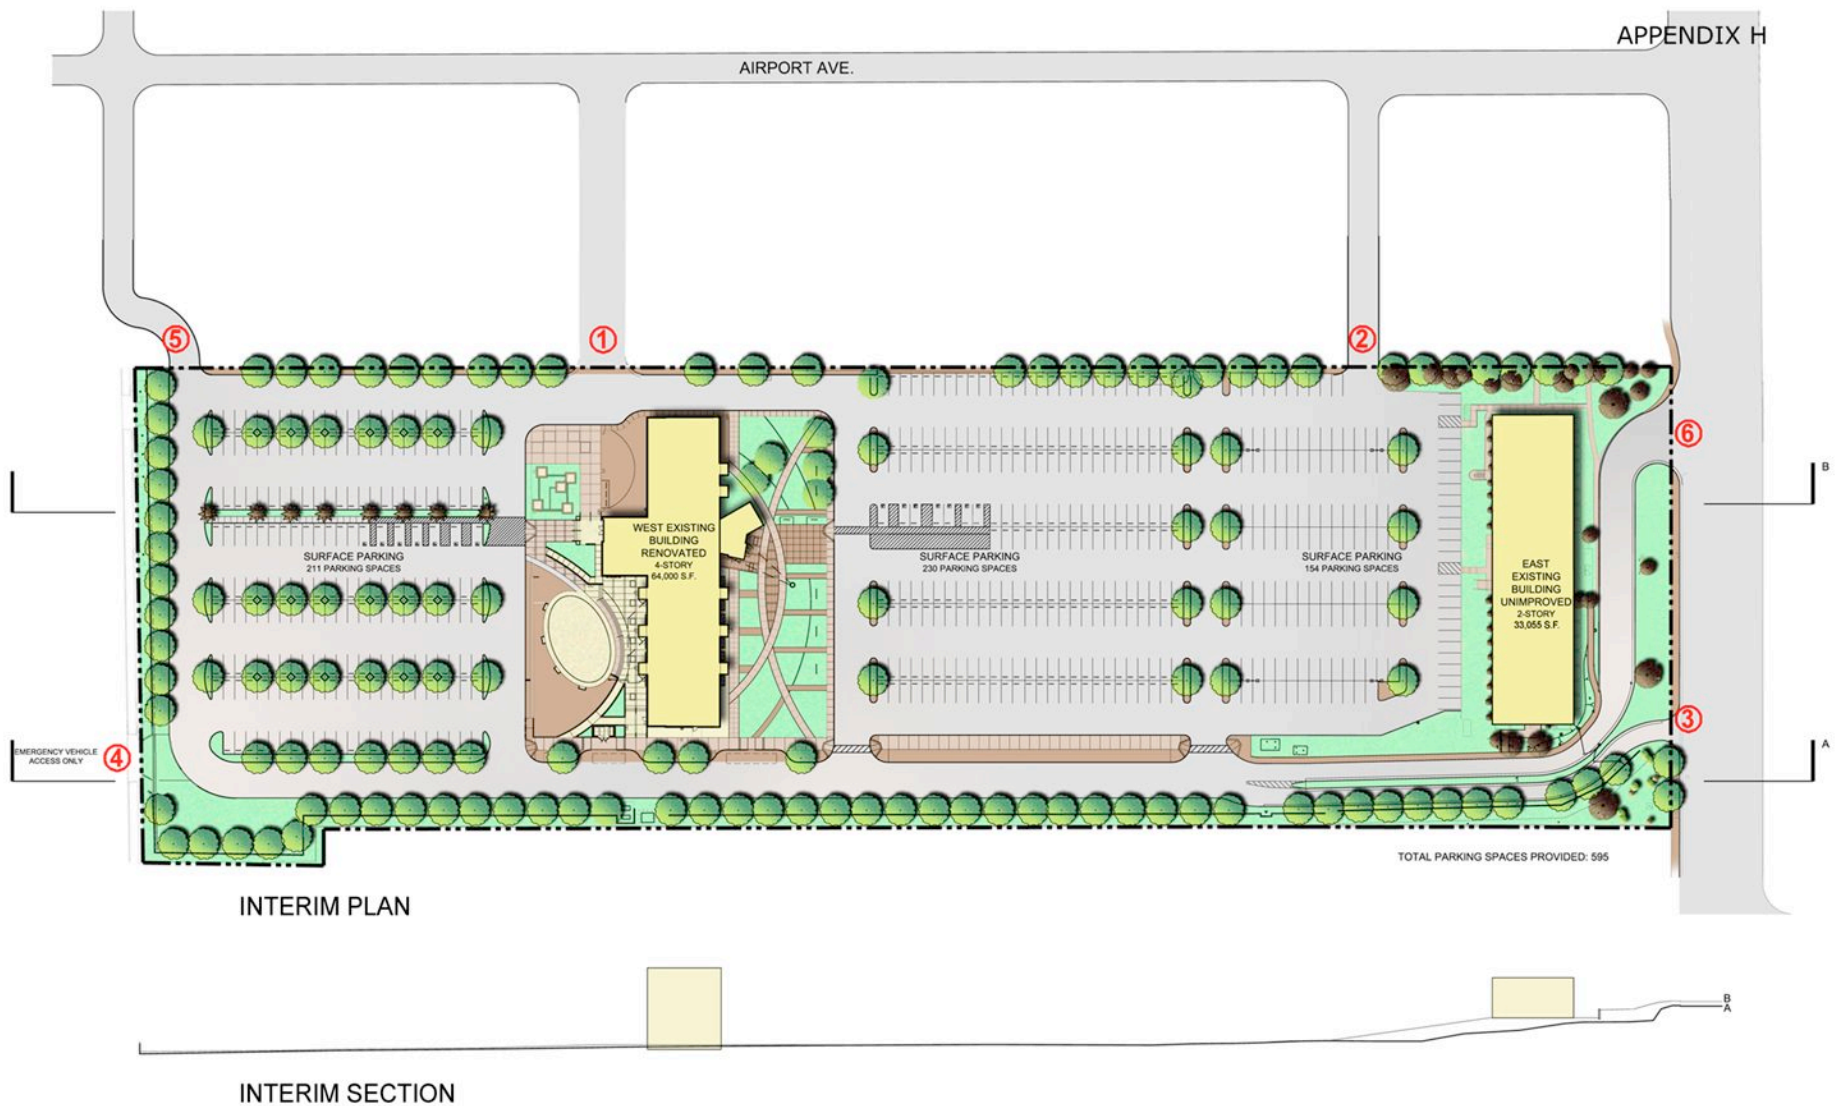 APPENDIX H
AIRPORT AVE.
5
1
2
6
B
WEST EXISTING
BUILDING
RENOVATED
4-STORY
64,000 S.F.
SURFACE PARKING
211 PARKING SPACES
SURFACE PARKING
230 PARKING SPACES
SURFACE PARKING
154 PARKING SPACES
EAST
EXISTING
BUILDING
UNIMPROVED
2-STORY
33,055 S.F.
3
EMERGENCY VEHICLE
ACCESS ONLY
4
A
TOTAL PARKING SPACES PROVIDED: 595
INTERIM PLAN
B
A
INTERIM SECTION